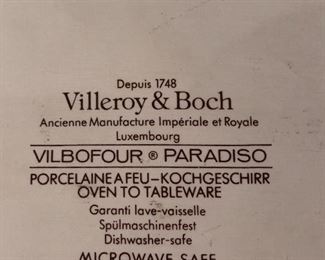 Depuis 1748
Villeroy & Boch
Ancienne Manufacture Impériale et Royale
Luxembourg
VILBOFOUR ® PARADISO
PORCELAINE A FEU–KOCHGESCHIRR
OVEN TO TABLEWARE
Garanti lave-vaisselle
Spülmaschinenfest
Dishwasher-safe
MICROWAVE SAFE